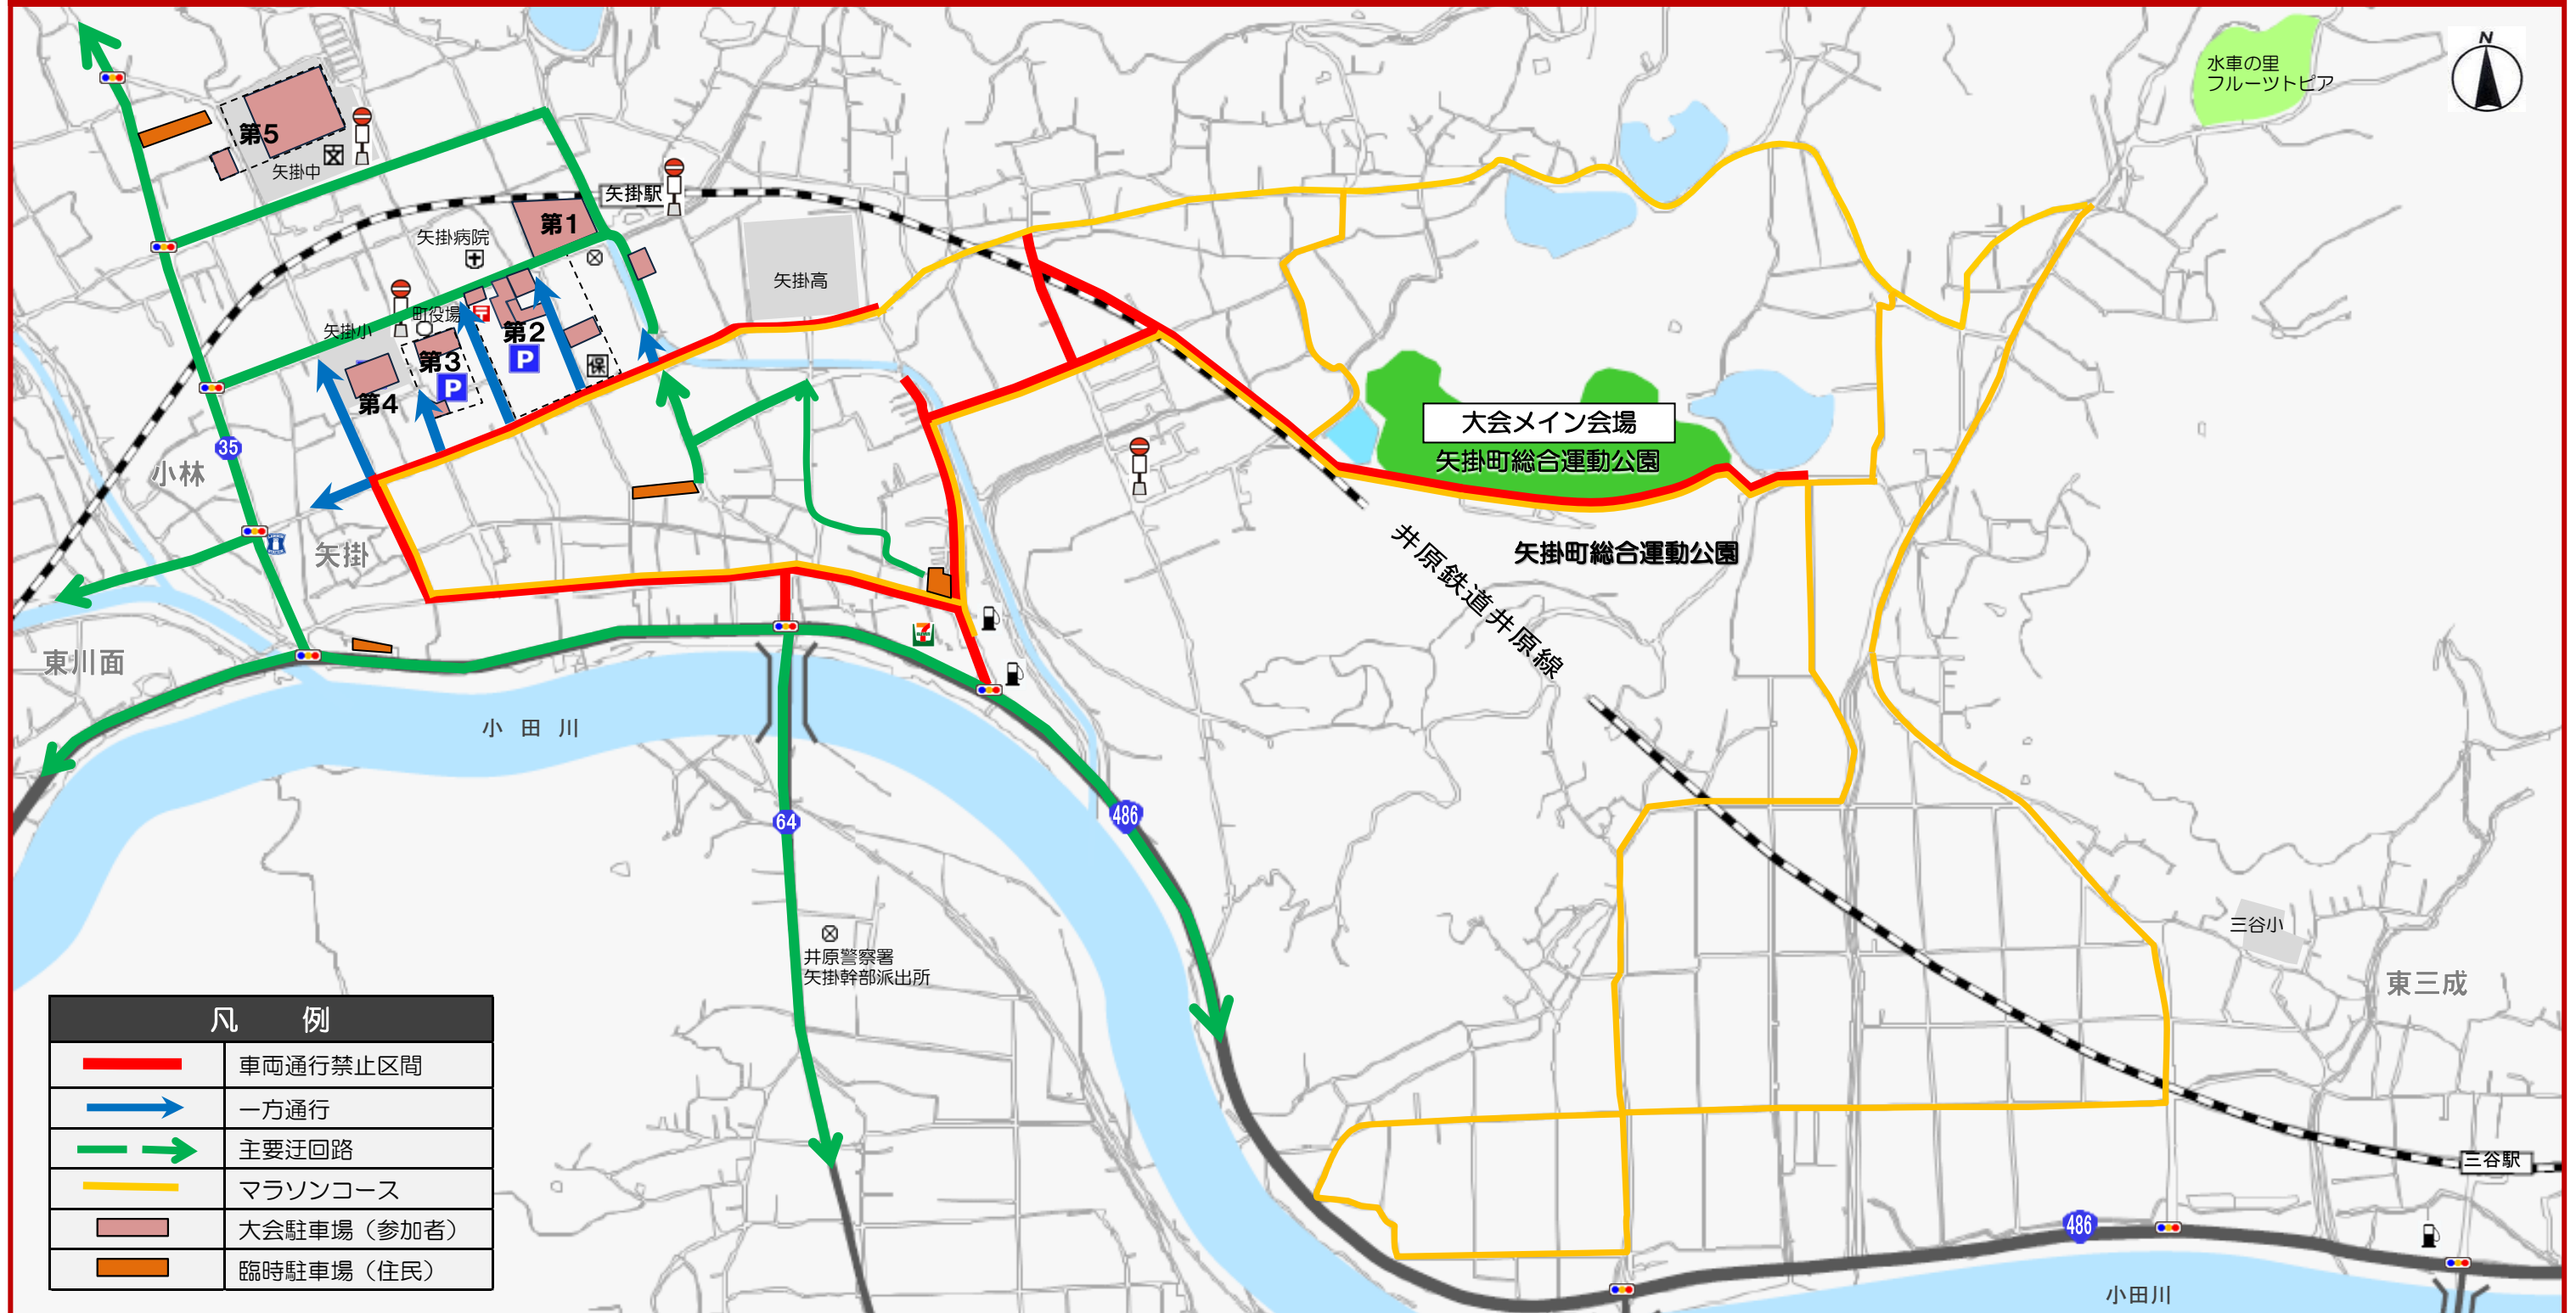 N
水車の里
フルーツトピア
第5
矢掛中
矢掛駅
第1
矢掛病院
矢掛高
町役場
〒
矢掛小
第2
P
保
第3
P
第4
大会メイン会場
矢掛町総合運動公園
35
小林
矢掛
井原鉄道井原線
矢掛町総合運動公園
東川面
7
小 田 川
64
486
井原警察署
矢掛幹部派出所
三谷小
東三成
三谷駅
486
小田川
凡 例
車両通行禁止区間
一方通行
主要迂回路
マラソンコース
大会駐車場（参加者）
臨時駐車場（住民）